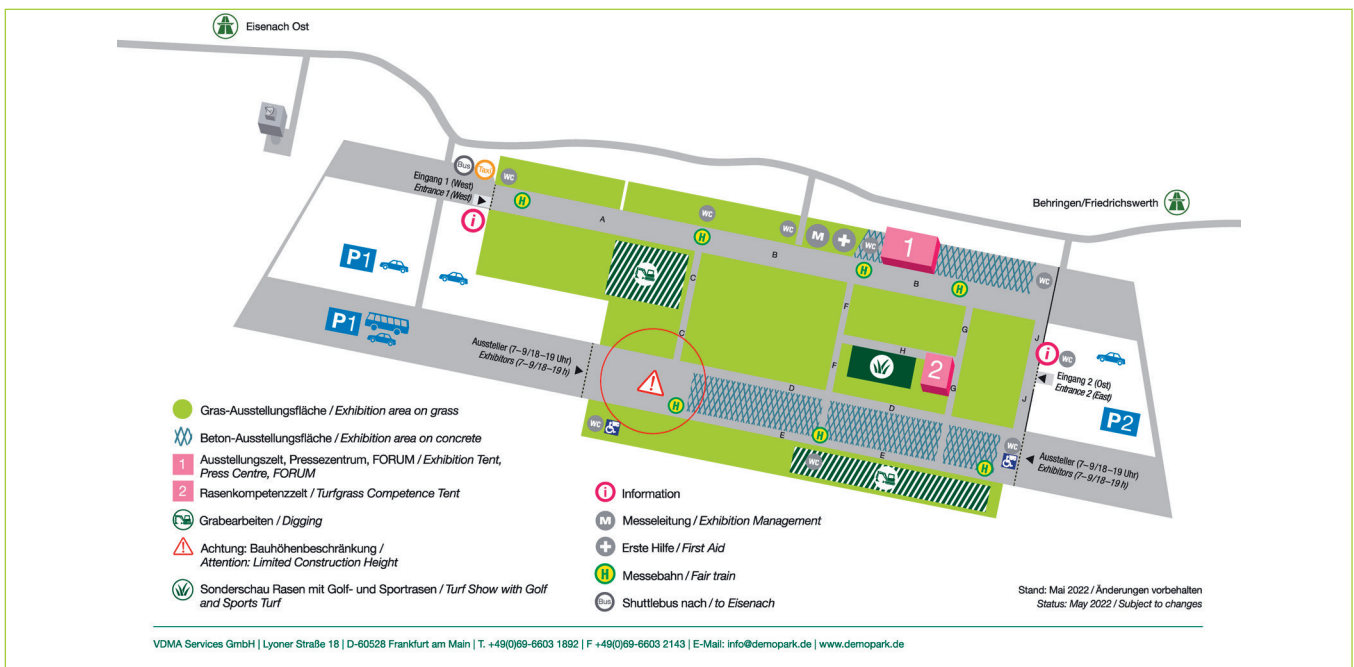 Eisenach Ost
Bus
Taxi
WC
Eingang 1 (West)
Entrance 1 (West)
H
i
A
WC
H
WC
M
B
C
WC
1
Behringen/Friedrichswerth
H
B
H
WC
P1
P1
Aussteller (7–9/18–19 Uhr)
Exhibitors (7–9/18–19 h)
C
F
G
J
H
F
2
G
i
WC
Eingang 2 (Ost)
Entrance 2 (East)
J
P2
H
D
D
E
H
E
WC
WC
WC
H
Aussteller (7–9/18–19 Uhr)
Exhibitors (7–9/18–19 h)
Gras-Ausstellungsfläche / Exhibition area on grass
Beton-Ausstellungsfläche / Exhibition area on concrete
1 Ausstellungszelt, Pressezentrum, FORUM / Exhibition Tent,
Press Centre, FORUM
2 Rasenkompetenzzelt / Turfgrass Competence Tent
Grabearbeiten / Digging
Achtung: Bauhöhenbeschränkung /
Attention: Limited Construction Height
Sonderschau Rasen mit Golf- und Sportrasen / Turf Show with Golf
and Sports Turf
i Information
M Messeleitung / Exhibition Management
Erste Hilfe / First Aid
H Messebahn / Fair train
Bus Shuttlebus nach / to Eisenach
Stand: Mai 2022 / Änderungen vorbehalten
Status: May 2022 / Subject to changes
VDMA Services GmbH | Lyoner Straße 18 | D-60528 Frankfurt am Main | T. +49(0)69-6603 1892 | F +49(0)69-6603 2143 | E-Mail: info@demopark.de | www.demopark.de